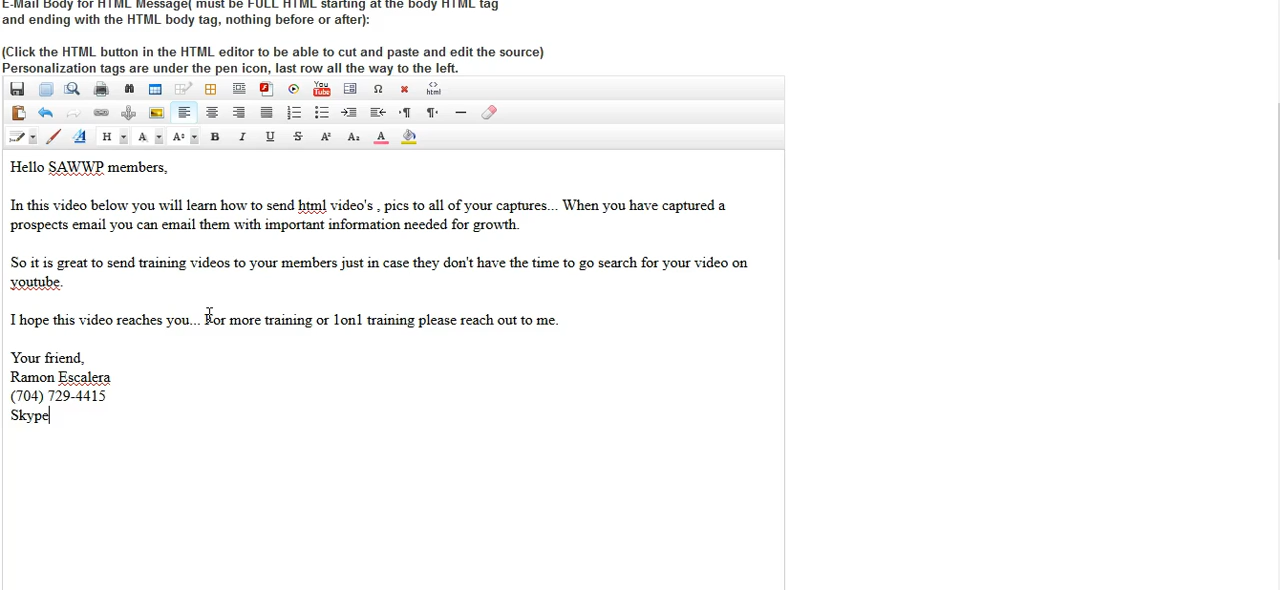 E-Mail Body for HTML Message( must be FULL HTML starting at the body HTML tag
and ending with the HTML body tag, nothing before or after):
(Click the HTML button in the HTML editor to be able to cut and paste and edit the source)
Personalization tags are under the pen icon, last row all the way to the left.
You Tube Ω html
H A A B I U S A² A₂ A
Hello SAWWP members,
In this video below you will learn how to send html video's , pics to all of your captures... When you have captured a
prospects email you can email them with important information needed for growth.
So it is great to send training videos to your members just in case they don't have the time to go search for your video on
youtube.
I hope this video reaches you... For more training or 1on1 training please reach out to me.
Your friend,
Ramon Escalera
(704) 729-4415
Skype